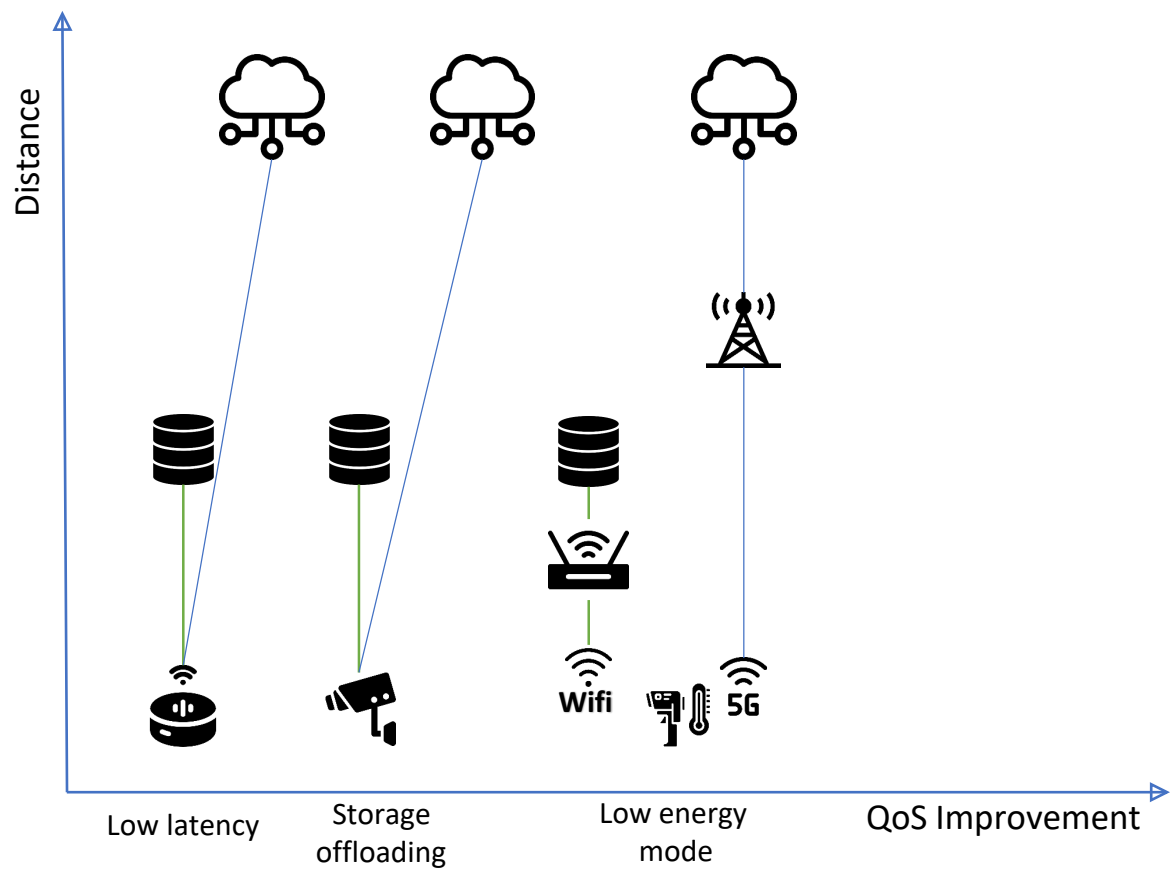 Distance
Wifi
5G
Low latency
Storage
offloading
Low energy
mode
QoS Improvement